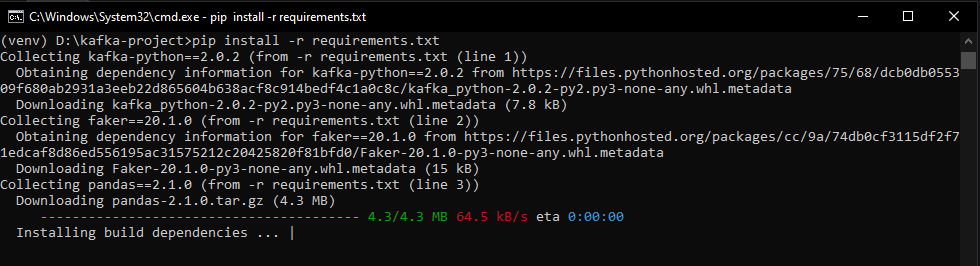 C:\Windows\System32\cmd.exe - pip install -r requirements.txt
(venv) D:\kafka-project>pip install -r requirements.txt
Collecting kafka-python==2.0.2 (from -r requirements.txt (line 1))
  Obtaining dependency information for kafka-python==2.0.2 from https://files.pythonhosted.org/packages/75/68/dcb0db0553
09f680ab2931a3eeb22d865604b638acf8c914bedf4c1a0c8c/kafka_python-2.0.2-py2.py3-none-any.whl.metadata
  Downloading kafka_python-2.0.2-py2.py3-none-any.whl.metadata (7.8 kB)
Collecting faker==20.1.0 (from -r requirements.txt (line 2))
  Obtaining dependency information for faker==20.1.0 from https://files.pythonhosted.org/packages/cc/9a/74db0cf3115df2f7
1edcaf8d86ed556195ac31575212c20425820f81bfd0/Faker-20.1.0-py3-none-any.whl.metadata
  Downloading Faker-20.1.0-py3-none-any.whl.metadata (15 kB)
Collecting pandas==2.1.0 (from -r requirements.txt (line 3))
  Downloading pandas-2.1.0.tar.gz (4.3 MB)
     ---------------------------------------- 4.3/4.3 MB 64.5 kB/s eta 0:00:00
  Installing build dependencies ... |